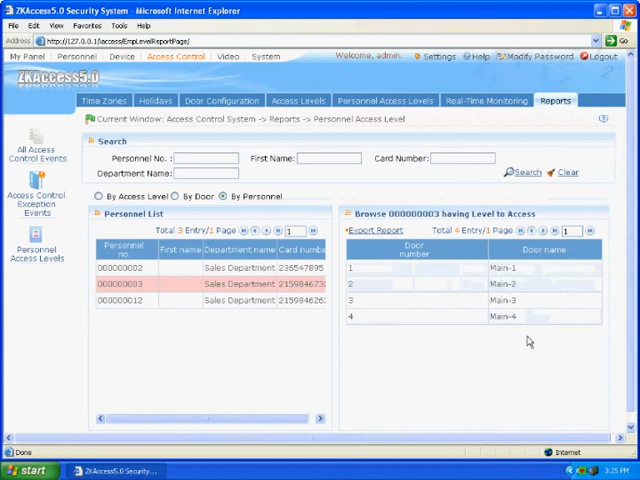 ZKAccess5.0 Security System - Microsoft Internet Explorer
File Edit View Favorites Tools Help
Address http://127.0.0.1/access/EmpLevelReportPage/ Go
My Panel Personnel Device Access Control Video System Welcome, admin. Settings Help Modify Password Logout
ZKACCESS5.0
Time Zones Holidays Door Configuration Access Levels Personnel Access Levels Real-Time Monitoring Reports
Current Window: Access Control System -> Reports -> Personnel Access Level
All Access Control Events
Access Control Exception Events
Personnel Access Levels
Search
Personnel No. : First Name: Card Number:
Department Name: Search Clear
By Access Level By Door By Personnel
Personnel List
Total 3 Entry/1 Page 1
Personnel no. First name Department name Card number
000000002 Sales Department 236547895
000000003 Sales Department 215984673
000000012 Sales Department 215984626
Browse 000000003 having Level to Access
*Export Report Total 4 Entry/1 Page 1
Door number Door name
1 Main-1
2 Main-2
3 Main-3
4 Main-4
Done Internet
start ZKAccess5.0 Security... 3:25 PM